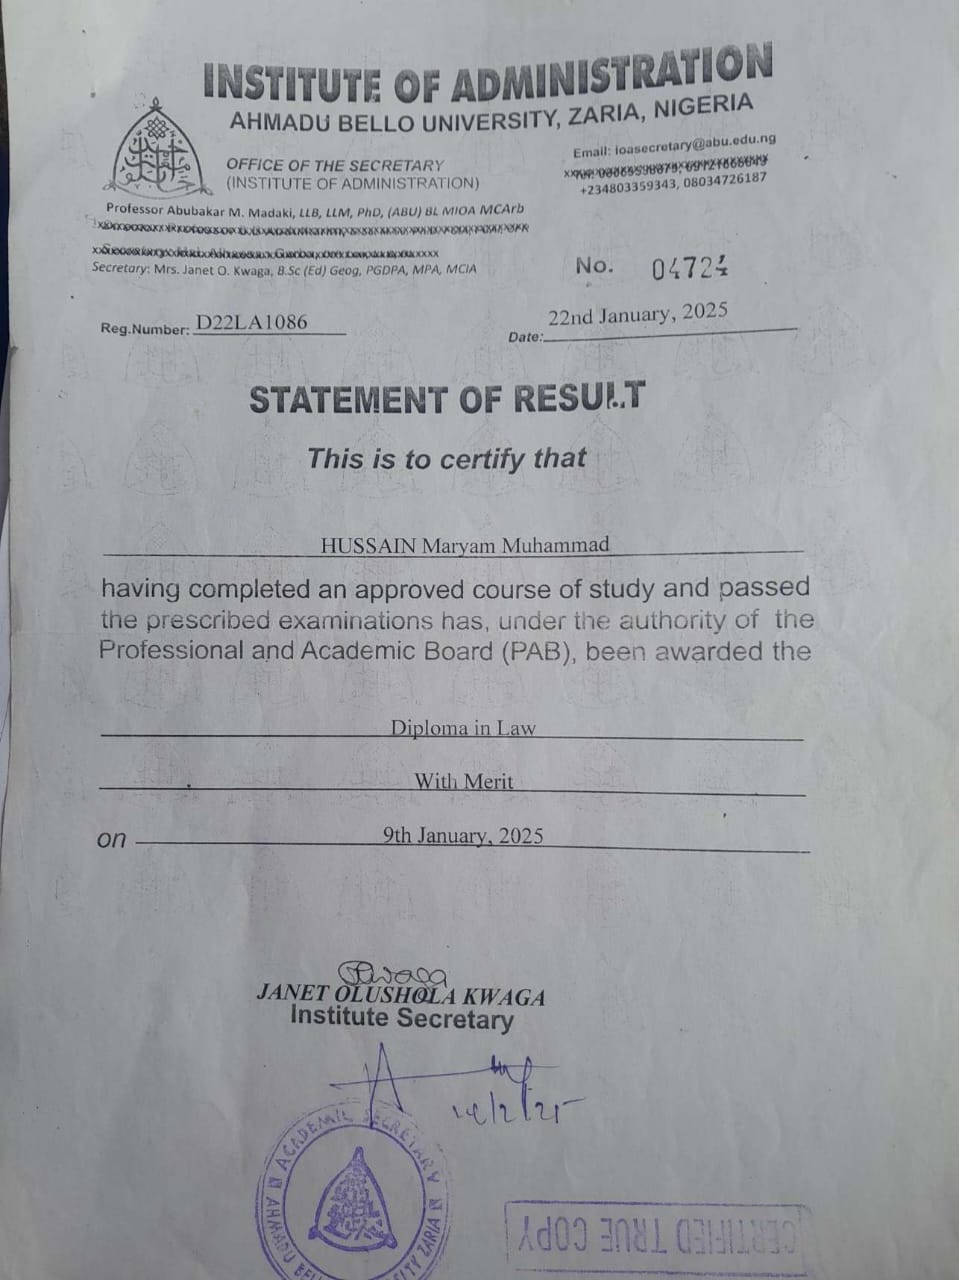 INSTITUTE OF ADMINISTRATION
AHMADU BELLO UNIVERSITY, ZARIA, NIGERIA
OFFICE OF THE SECRETARY
(INSTITUTE OF ADMINISTRATION)
Email: ioasecretary@abu.edu.ng
+234803359343, 08034726187
Professor Abubakar M. Madaki, LLB, LLM, PhD, (ABU) BL MIOA MCArb
Secretary: Mrs. Janet O. Kwaga, B.Sc (Ed) Geog, PGDPA, MPA, MCIA
No. 04724
Reg.Number: D22LA1086
Date: 22nd January, 2025
STATEMENT OF RESULT
This is to certify that
HUSSAIN Maryam Muhammad
having completed an approved course of study and passed
the prescribed examinations has, under the authority of the
Professional and Academic Board (PAB), been awarded the
Diploma in Law
With Merit
on 9th January, 2025
JANET OLUSHOLA KWAGA
Institute Secretary
ACADEMIC SECRETARY
AHMADU ZARIA
CERTIFIED TRUE COPY